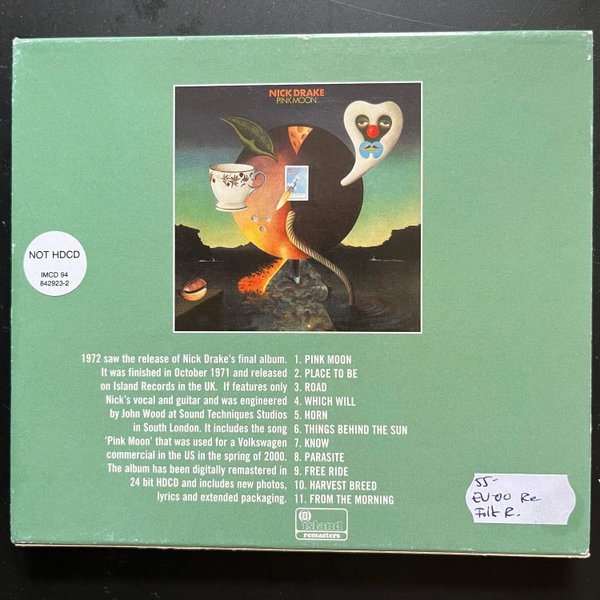 NICK DRAKE
PINK MOON
NOT HDCD
IMCD 94
842923-2
1972 saw the release of Nick Drake's final album.
It was finished in October 1971 and released
on Island Records in the UK. If features only
Nick's vocal and guitar and was engineered
by John Wood at Sound Techniques Studios
in South London. It includes the song
'Pink Moon' that was used for a Volkswagen
commercial in the US in the spring of 2000.
The album has been digitally remastered in
24 bit HDCD and includes new photos,
lyrics and extended packaging.
1. PINK MOON
2. PLACE TO BE
3. ROAD
4. WHICH WILL
5. HORN
6. THINGS BEHIND THE SUN
7. KNOW
8. PARASITE
9. FREE RIDE
10. HARVEST BREED
11. FROM THE MORNING
55-
EU-00 Re
Folk R.
island
remasters